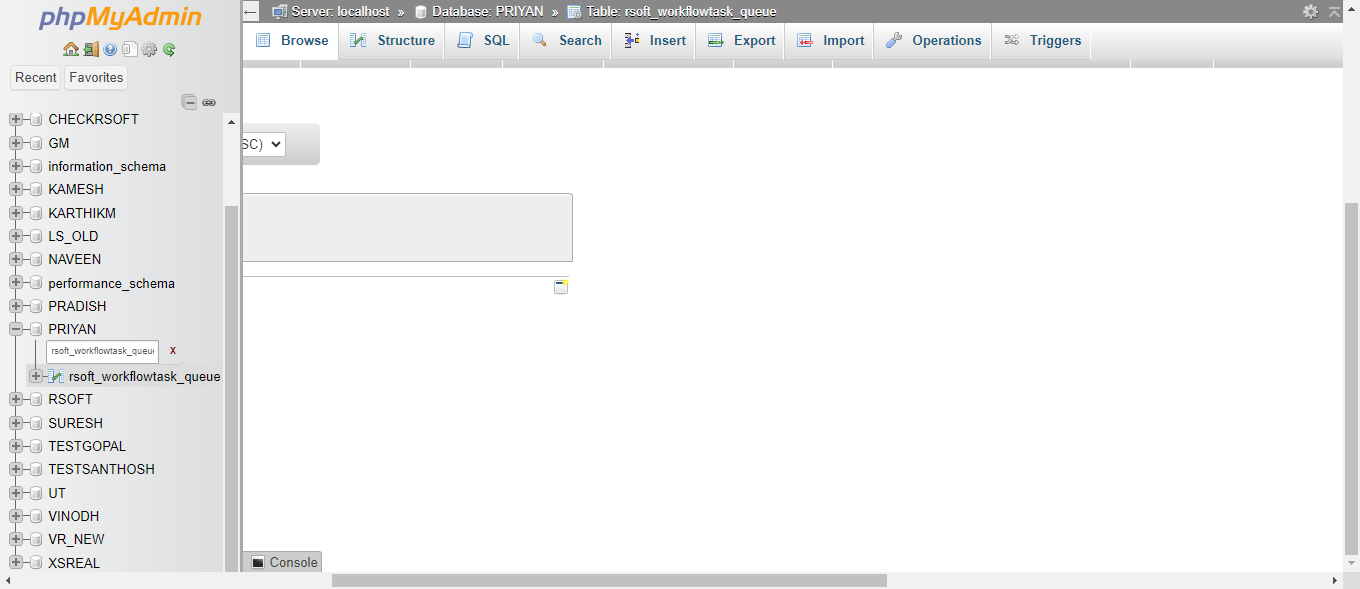 phpMyAdmin
Recent Favorites
CHECKRSOFT
GM
information_schema
KAMESH
KARTHIKM
LS_OLD
NAVEEN
performance_schema
PRADISH
PRIYAN
rsoft_workflowtask_queu x
rsoft_workflowtask_queue
RSOFT
SURESH
TESTGOPAL
TESTSANTHOSH
UT
VINODH
VR_NEW
XSREAL
← Server: localhost » Database: PRIYAN » Table: rsoft_workflowtask_queue
Browse Structure SQL Search Insert Export Import Operations Triggers
SC)
Console